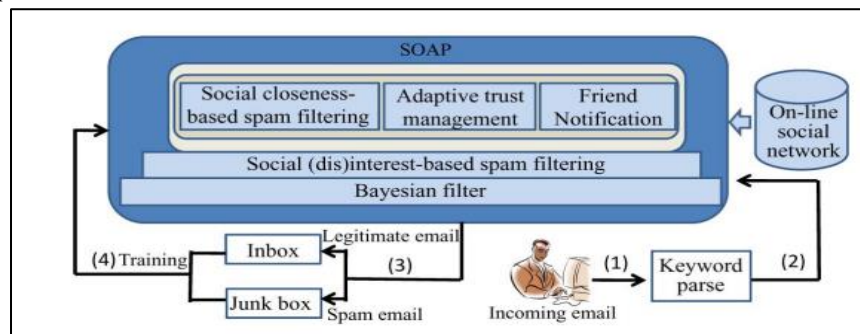 SOAP
Social closeness-
based spam filtering
Adaptive trust
management
Friend
Notification
On-line
social
network
Social (dis)interest-based spam filtering
Bayesian filter
(4) Training
Inbox
Legitimate email
(3)
Junk box
Spam email
(1)
Incoming email
Keyword
parse
(2)